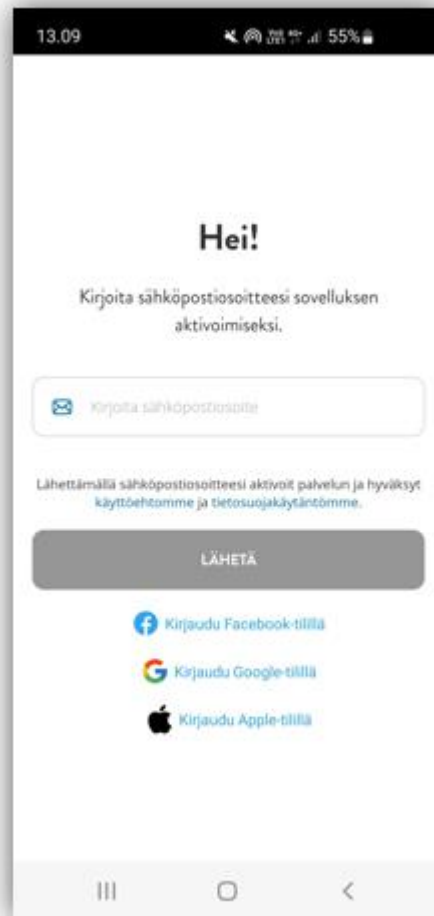 13.09
55%
Hei!
Kirjoita sähköpostiosoitteesi sovelluksen
aktivoimiseksi.
Kirjoita sähköpostiosoite
Lähettämällä sähköpostiosoitteesi aktivoit palvelun ja hyväksyt
käyttöehtomme ja tietosuojakäytäntömme.
LÄHETÄ
Kirjaudu Facebook-tilillä
Kirjaudu Google-tilillä
Kirjaudu Apple-tilillä